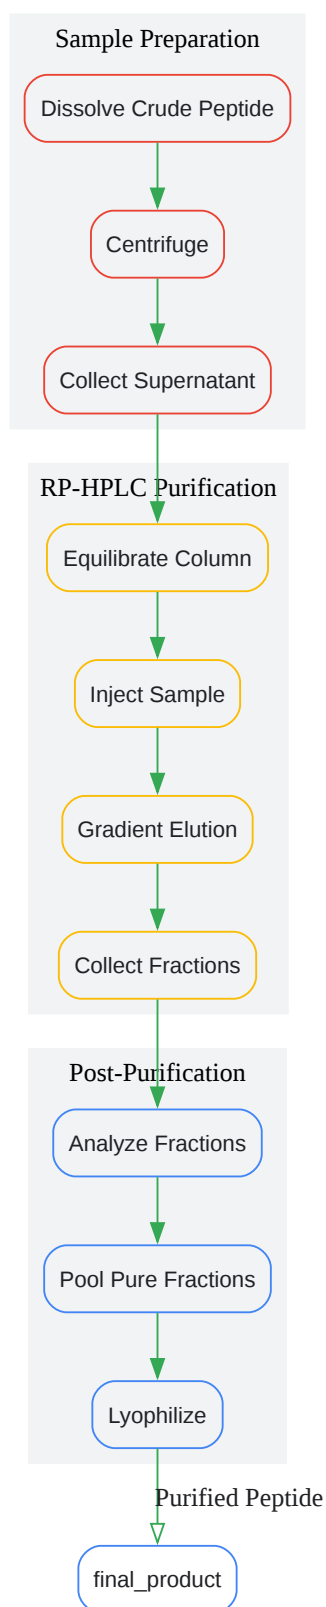 Sample Preparation
Dissolve Crude Peptide
Centrifuge
Collect Supernatant
RP-HPLC Purification
Equilibrate Column
Inject Sample
Gradient Elution
Collect Fractions
Post-Purification
Analyze Fractions
Pool Pure Fractions
Lyophilize
Purified Peptide
final_product